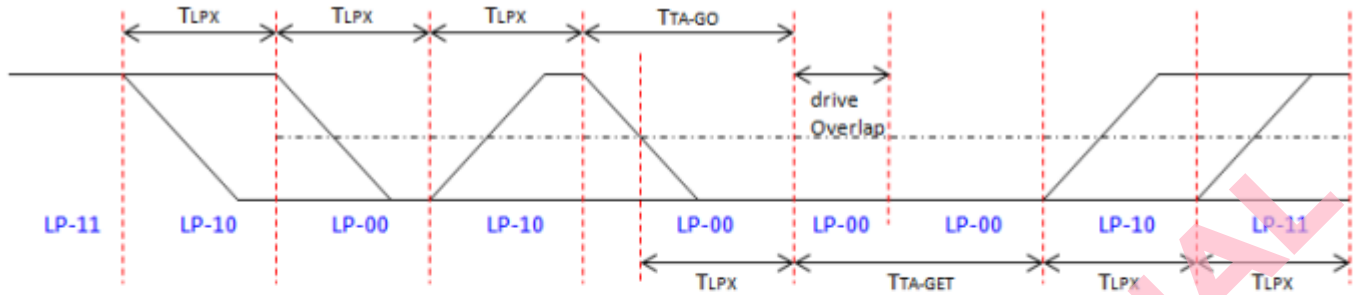 TLPX TLPX TLPX TTA-GO
drive
Overlap
LP-11 LP-10 LP-00 LP-10 LP-00 LP-00 LP-00 LP-10 LP-11
TLPX TTA-GET TLPX TLPX